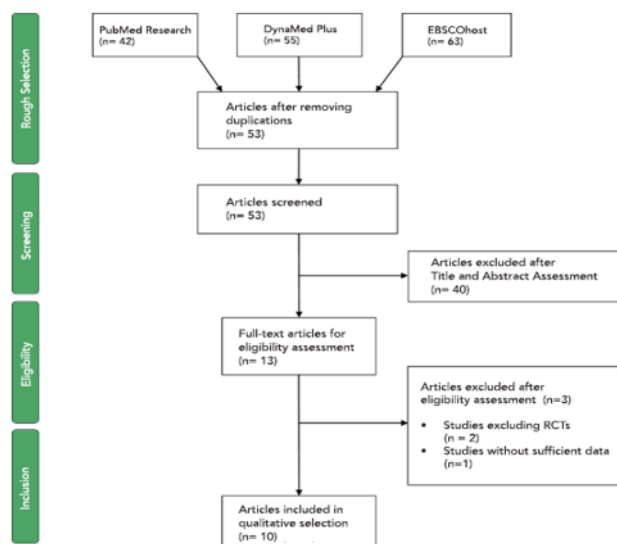 PubMed Research
(n= 42)
DynaMed Plus
(n= 55)
EBSCOhost
(n= 63)
Rough Selection
Articles after removing
duplications
(n= 53)
Screening
Articles screened
(n= 53)
Articles excluded after
Title and Abstract Assessment
(n= 40)
Eligibility
Full-text articles for
eligibility assessment
(n= 13)
Articles excluded after
eligibility assessment (n=3)
• Studies excluding RCTs
(n = 2)
• Studies without sufficient data
(n=1)
Inclusion
Articles included in
qualitative selection
(n= 10)